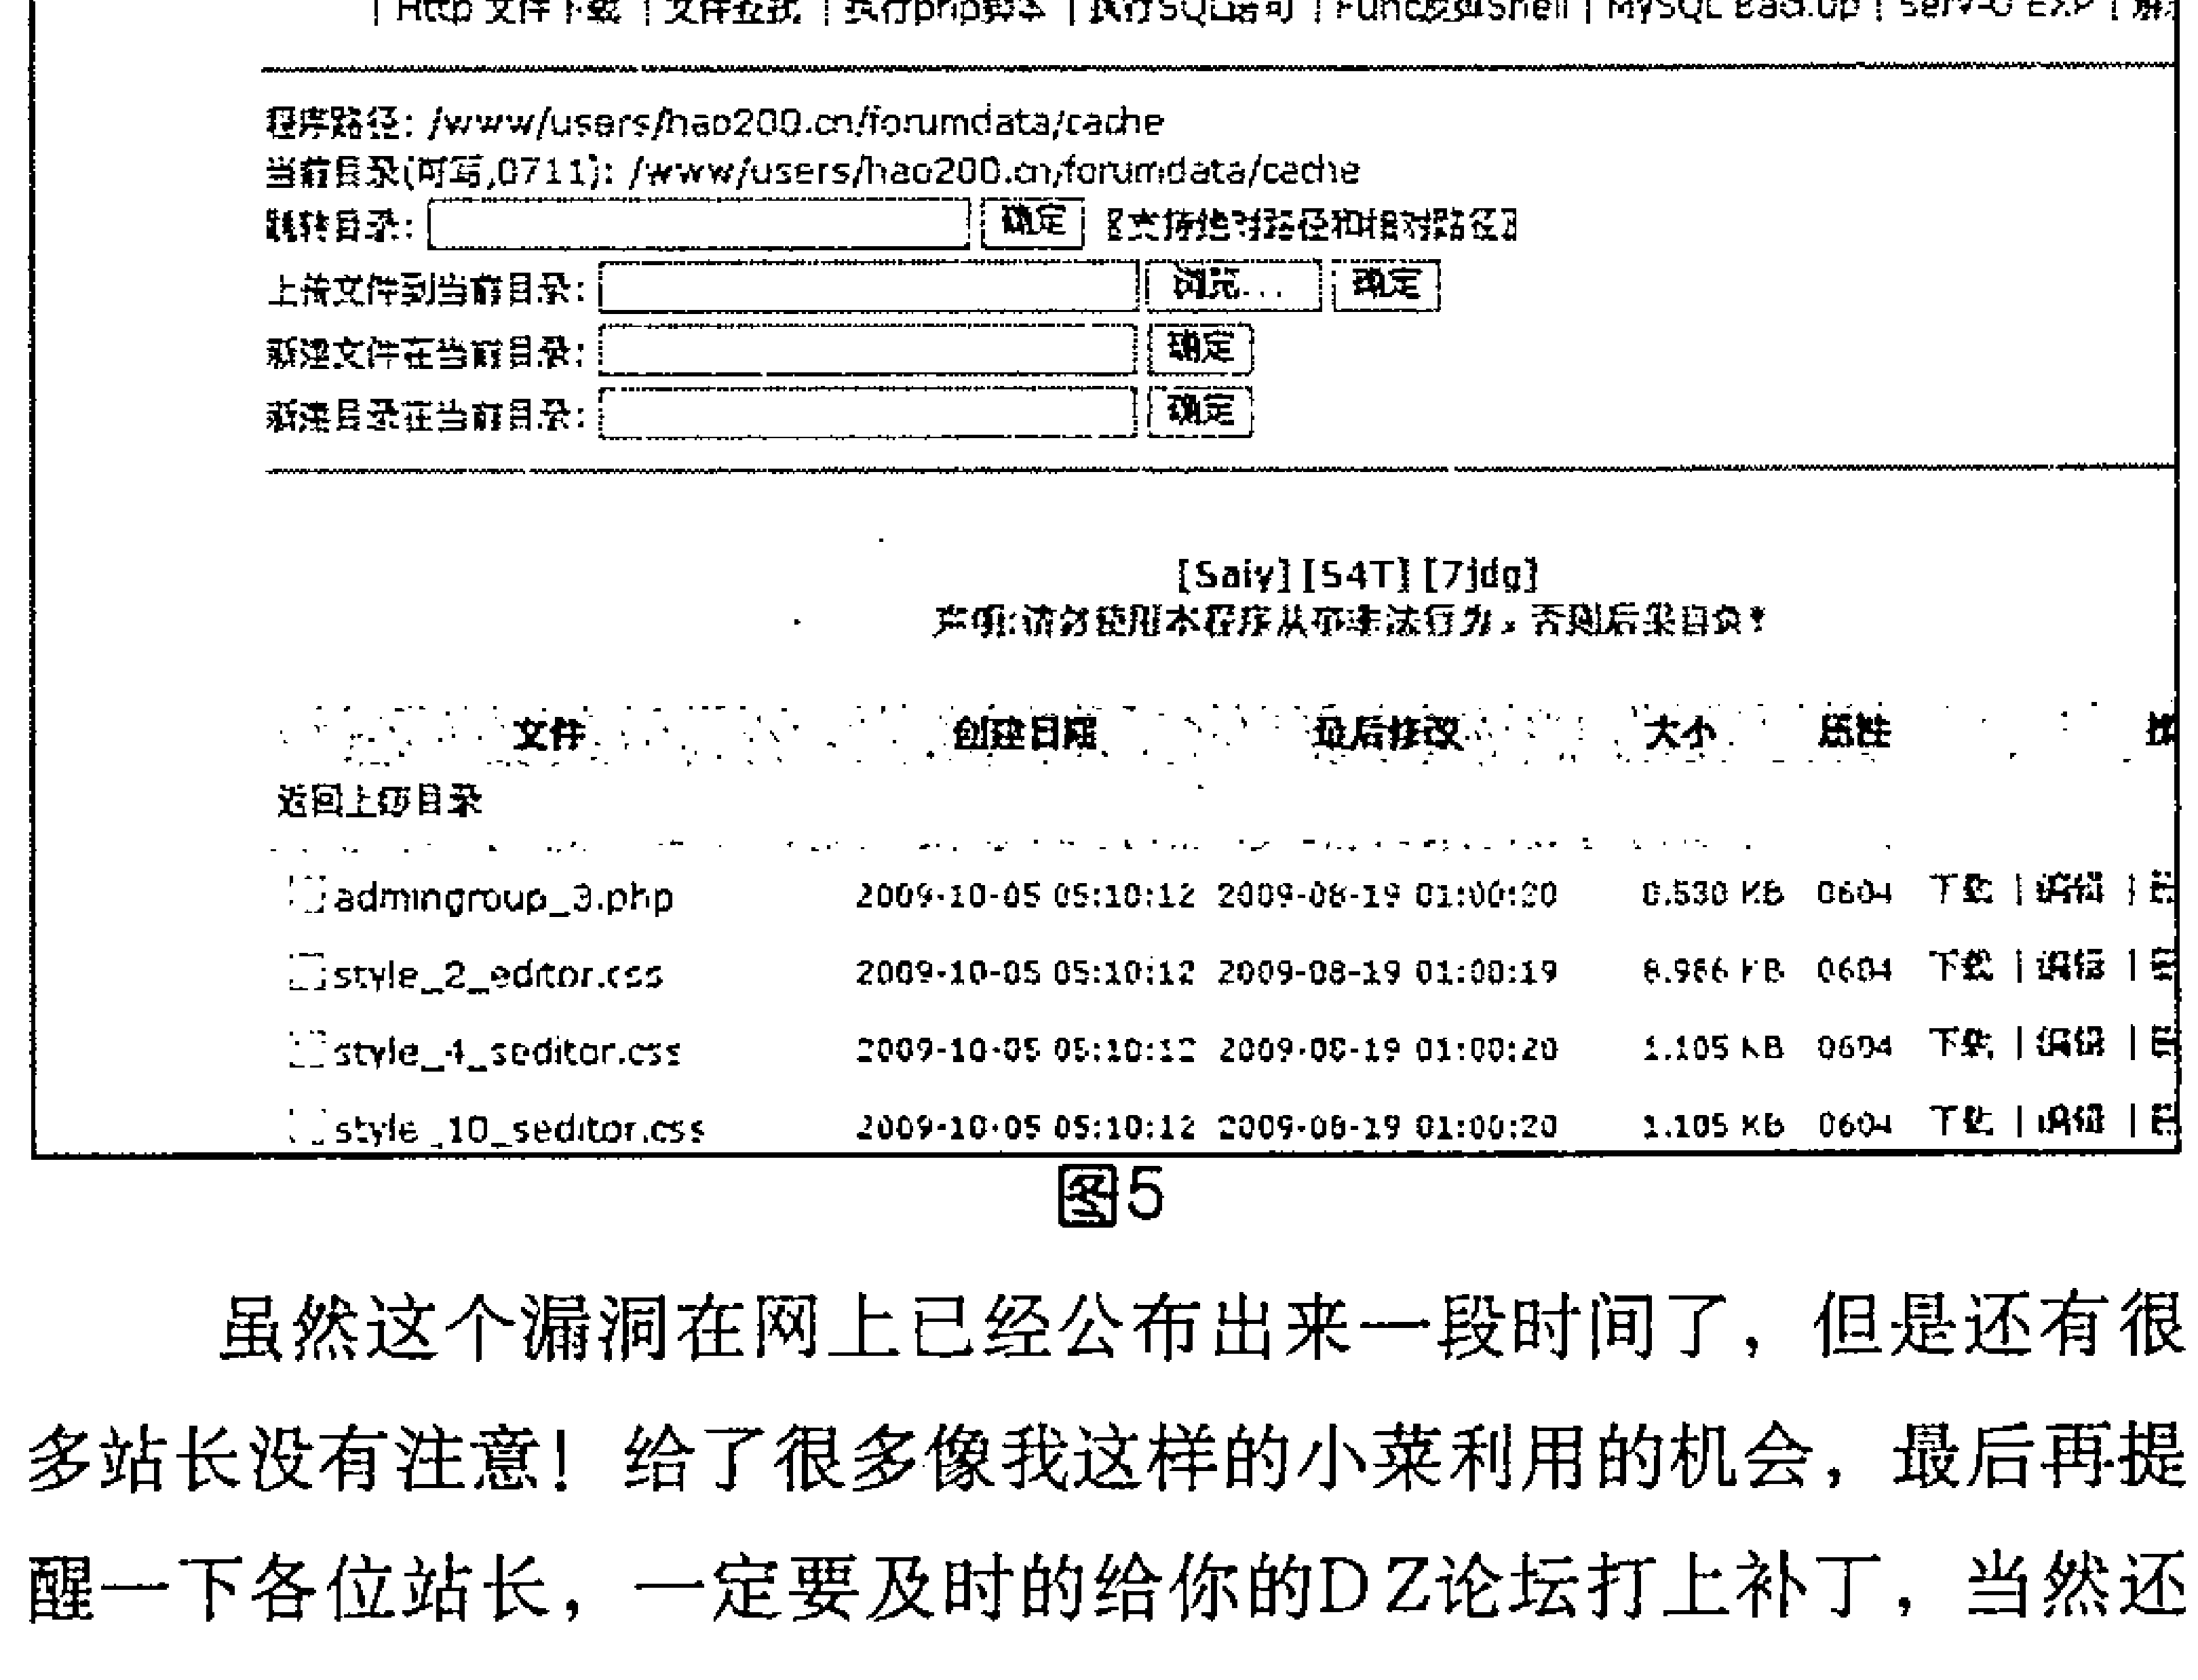 | Http 文件下载 | 文件查找 | 执行php脚本 | 执行SQL语句 | Func反弹Shell | MySQL Backup | Serv-U EXP |
程序路径: /www/users/hao200.cn/forumdata/cache
当前目录(可写,0711): /www/users/hao200.cn/forumdata/cache
跳转目录: 确定 〖支持绝对路径和相对路径〗
上传文件到当前目录: 浏览... 确定
新建文件在当前目录: 确定
新建目录在当前目录: 确定
[Saiy] [S4T] [7jdg]
声明:请勿使用本程序从事非法行为，否则后果自负!
文件 创建日期 最后修改 大小 属性
返回上级目录
admingroup_3.php 2009-10-05 05:10:12 2009-08-19 01:00:20 0.530 KB 0604 下载 | 编辑 |
style_2_editor.css 2009-10-05 05:10:12 2009-08-19 01:00:19 8.986 KB 0604 下载 | 编辑 |
style_4_seditor.css 2009-10-05 05:10:12 2009-08-19 01:00:20 1.105 KB 0604 下载 | 编辑 |
style_10_seditor.css 2009-10-05 05:10:12 2009-08-19 01:00:20 1.105 KB 0604 下载 | 编辑 |
图5
虽然这个漏洞在网上已经公布出来一段时间了，但是还有很
多站长没有注意！给了很多像我这样的小菜利用的机会，最后再提
醒一下各位站长，一定要及时的给你的DZ论坛打上补丁，当然还